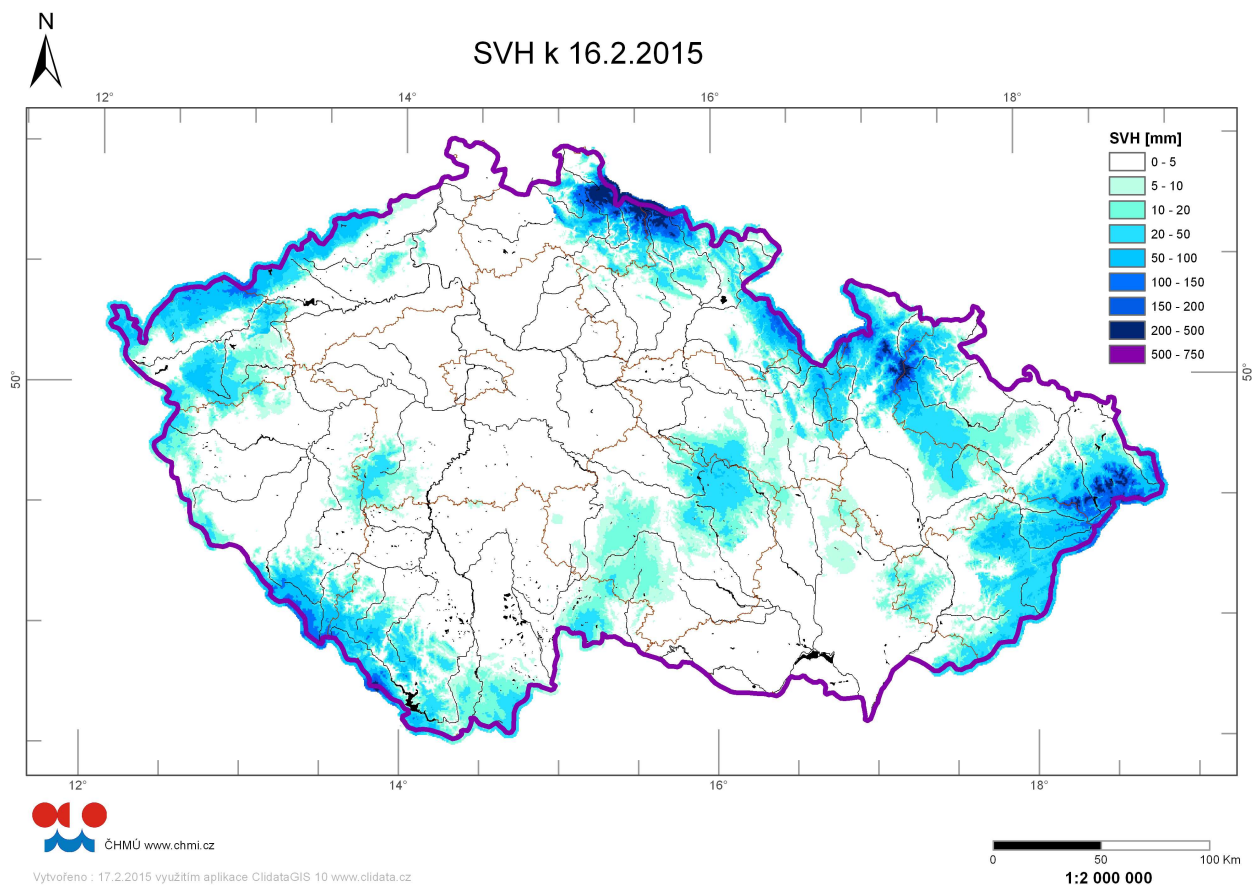 N
SVH k 16.2.2015
12° 14° 16° 18°
SVH [mm]
0 - 5
5 - 10
10 - 20
20 - 50
50 - 100
100 - 150
150 - 200
200 - 500
500 - 750
50° 50°
12° 14° 16° 18°
ČHMÚ www.chmi.cz
0 50 100 Km
1:2 000 000
Vytvořeno : 17.2.2015 využitím aplikace ClidataGIS 10 www.clidata.cz